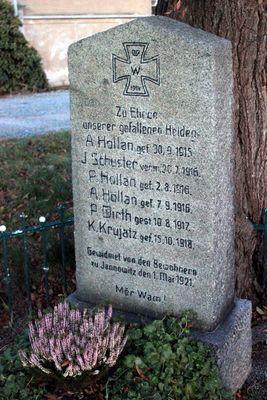 W
1914
Zu Ehren
unserer gefallenen Helden:
A. Hollan gef. 30.9.1915.
J. Schuster verm. 20.7.1916.
P. Hollan gef. 2.8.1916.
A. Hollan gef. 7.9.1916.
P. Birth gest. 10.8.1917.
K. Krujatz gef. 15.10.1918.
Gewidmet von den Bewohnern
zu Jannowitz den 1. Mai 1921.
Mėr Wam!